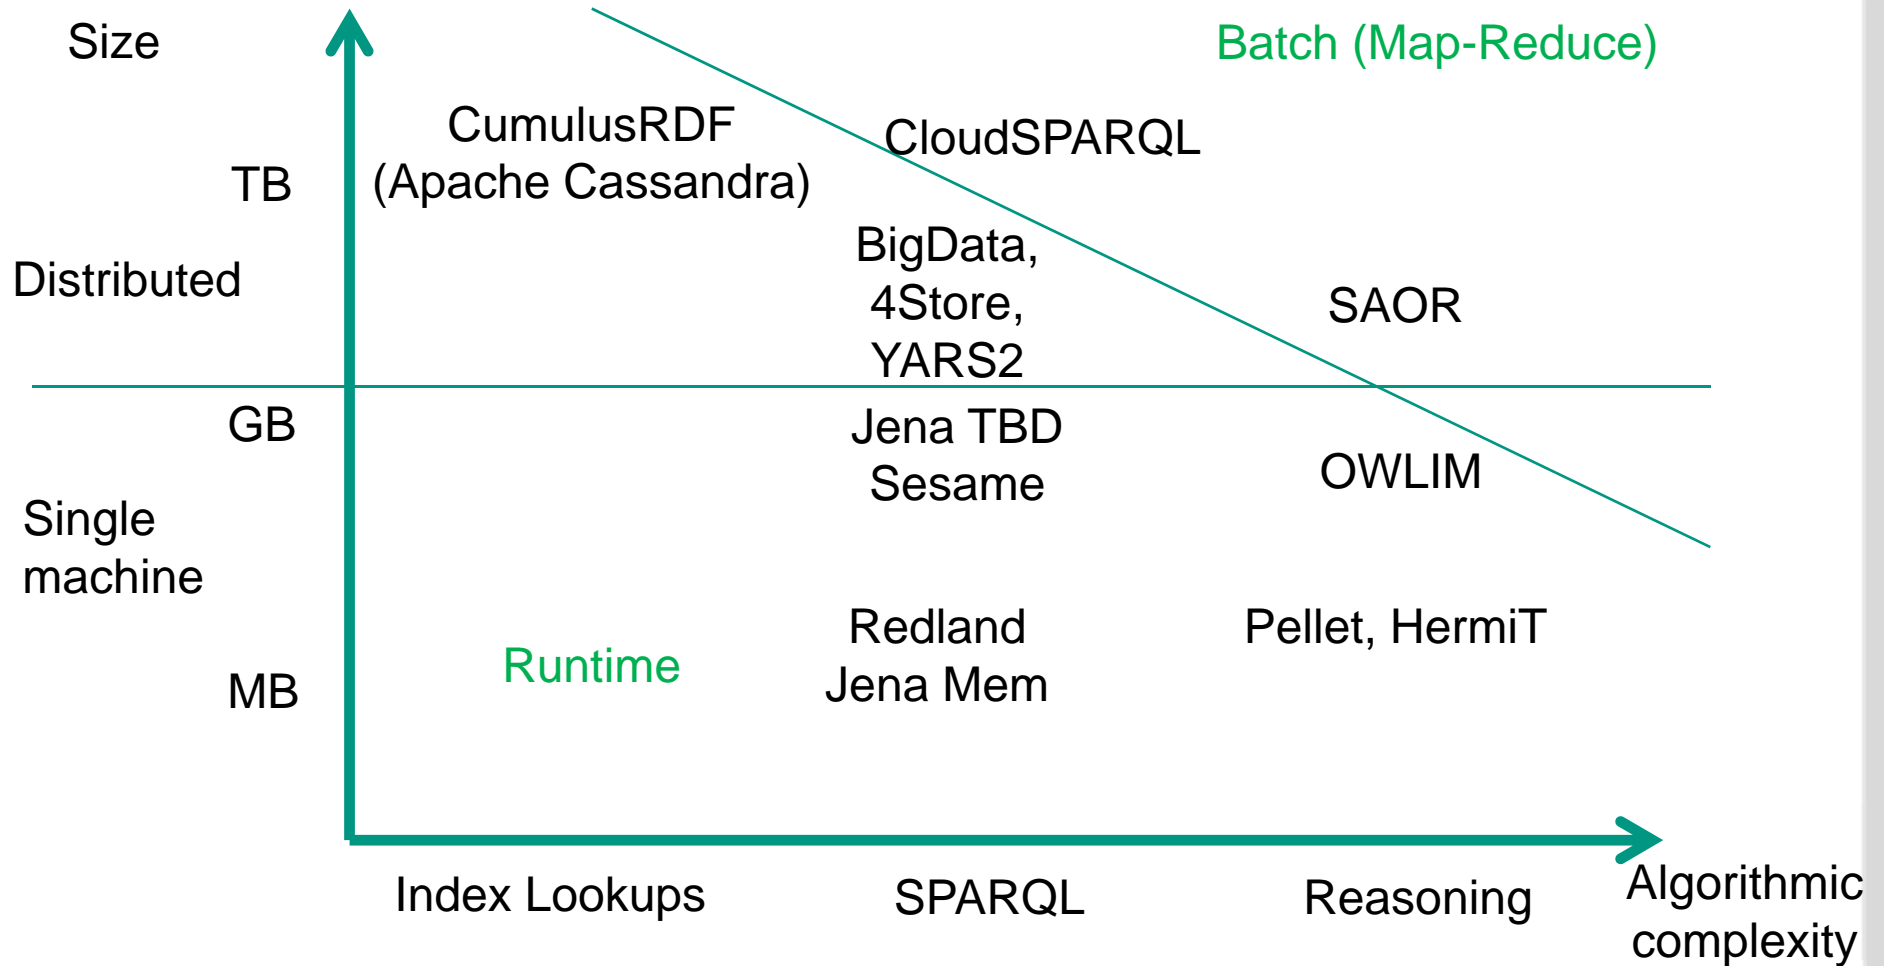 Size
Batch (Map-Reduce)
CumulusRDF
(Apache Cassandra)
CloudSPARQL
TB
BigData,
4Store,
YARS2
Distributed
SAOR
GB
Jena TBD
Sesame
OWLIM
Single
machine
Redland
Jena Mem
Pellet, HermiT
Runtime
MB
Index Lookups
SPARQL
Reasoning
Algorithmic
complexity